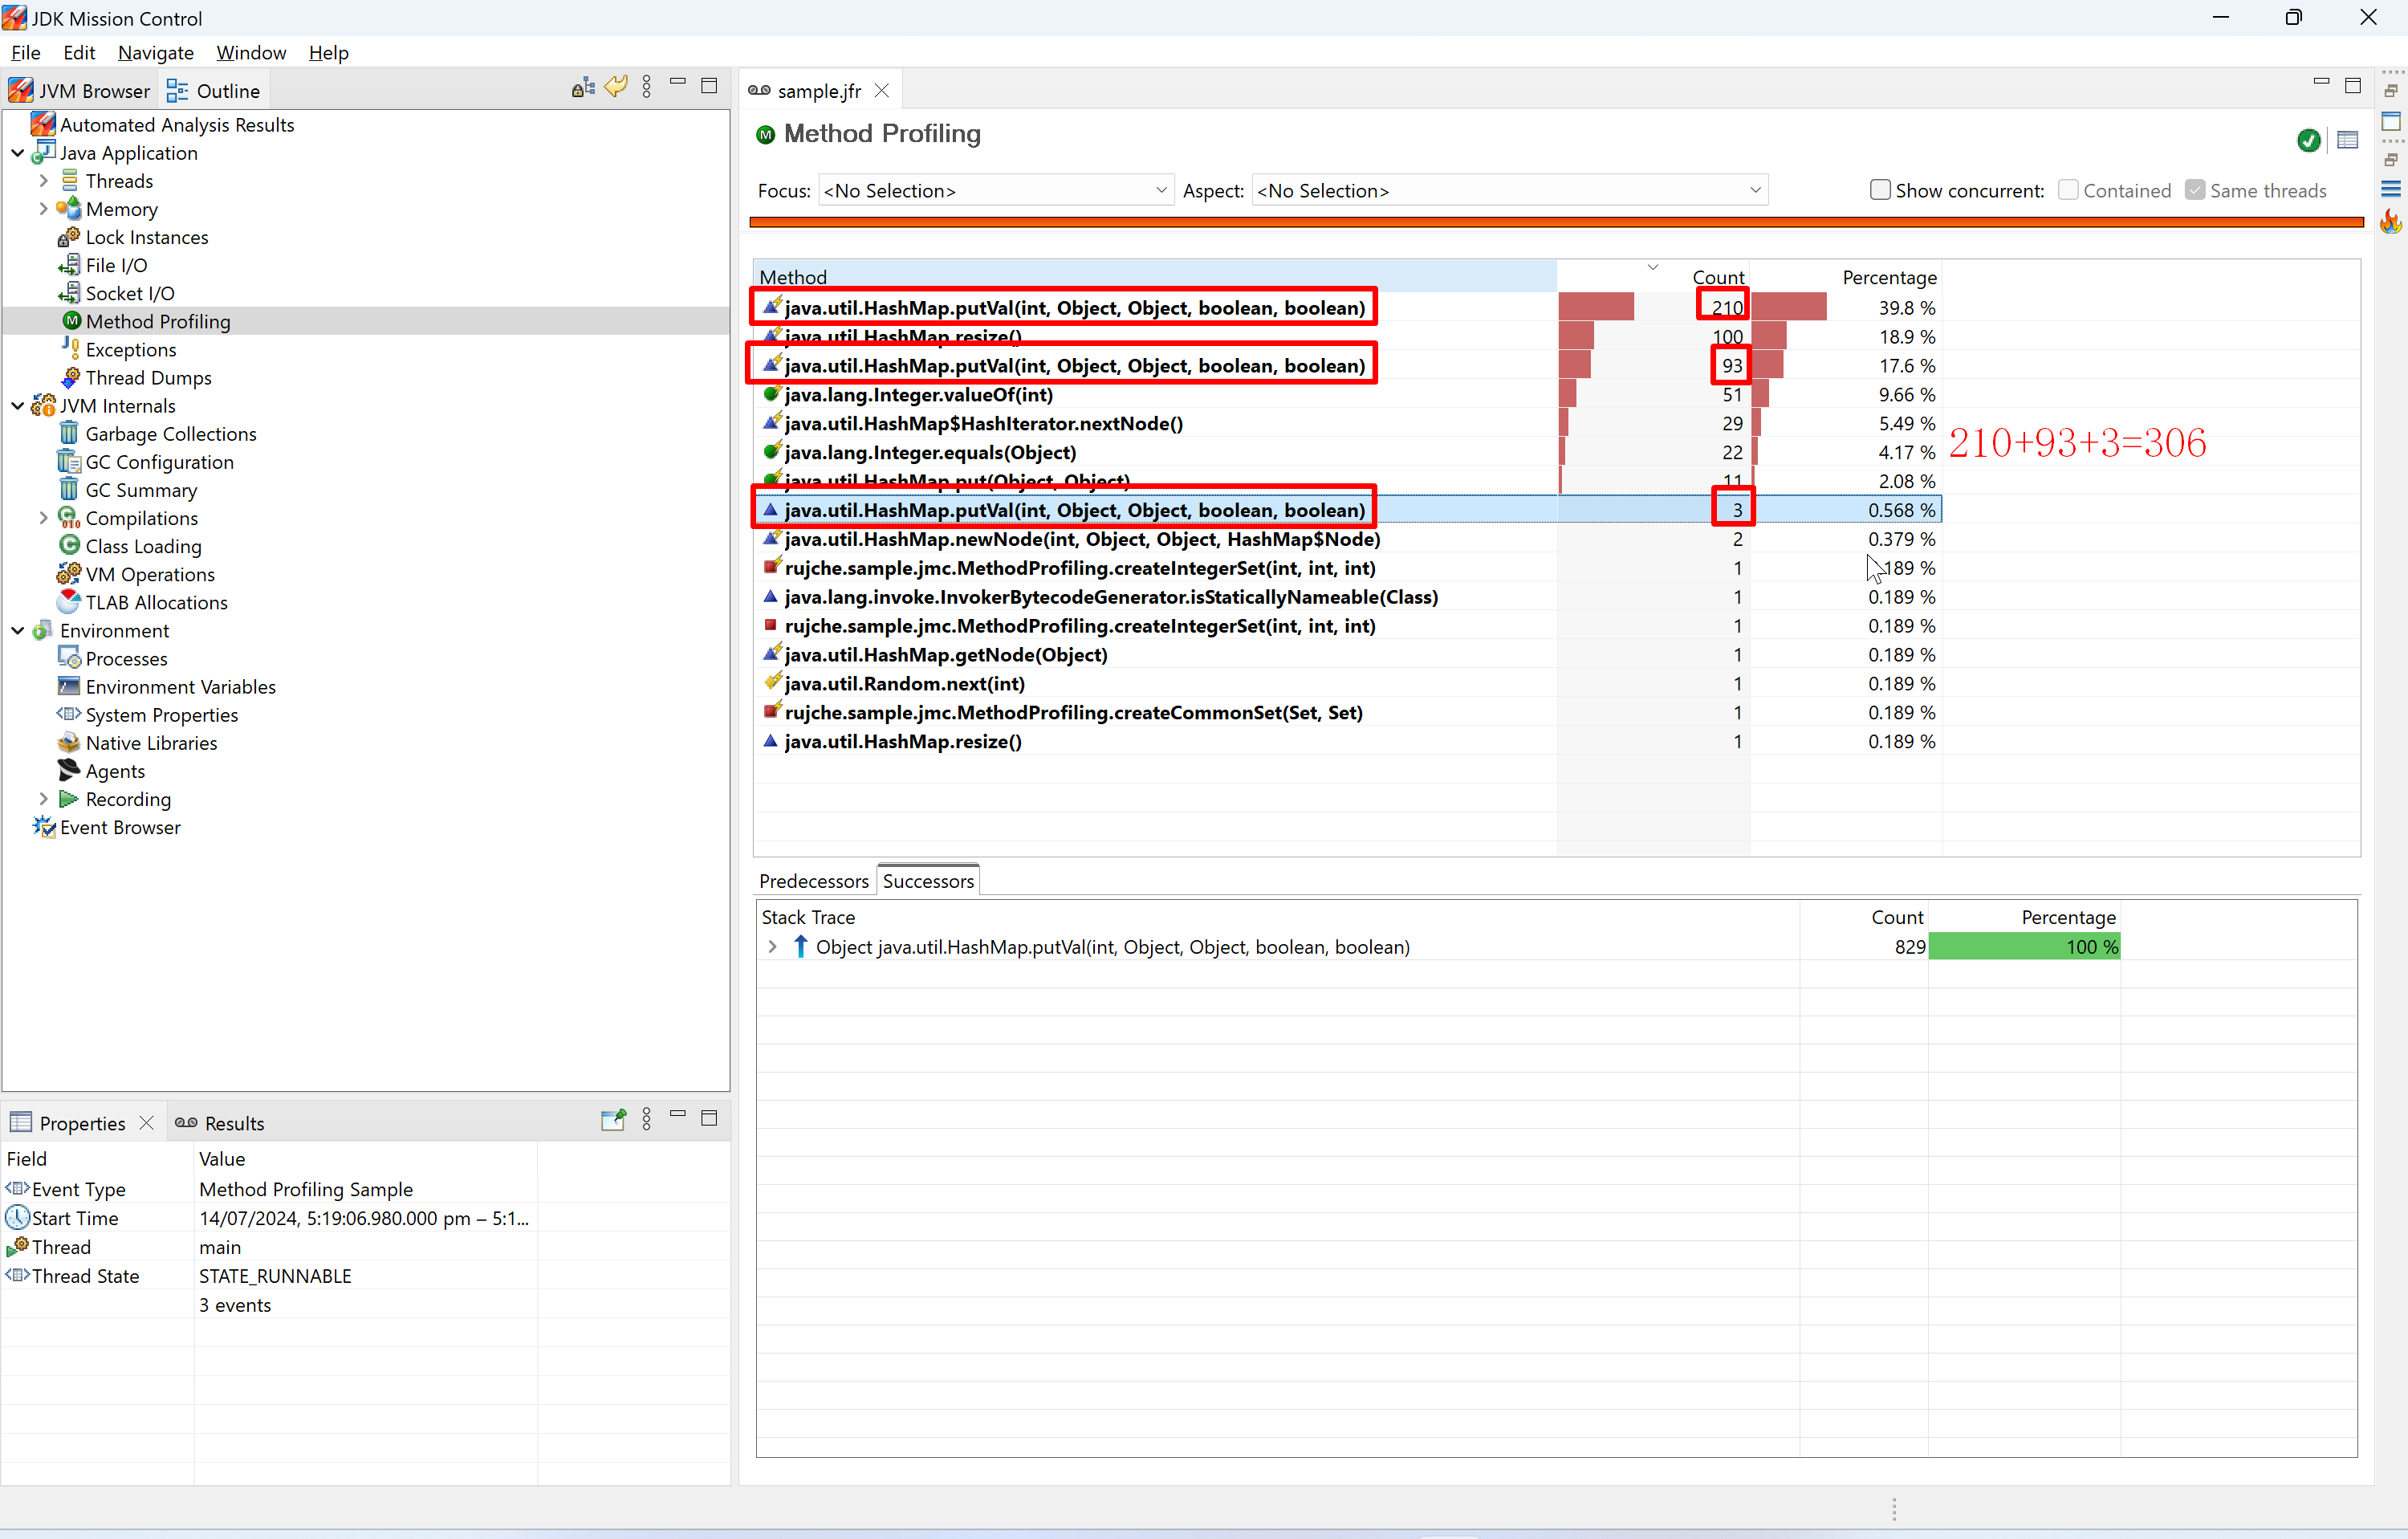 JDK Mission Control
File Edit Navigate Window Help
JVM Browser Outline
Automated Analysis Results
Java Application
Threads
Memory
Lock Instances
File I/O
Socket I/O
Method Profiling
Exceptions
Thread Dumps
JVM Internals
Garbage Collections
GC Configuration
GC Summary
Compilations
Class Loading
VM Operations
TLAB Allocations
Environment
Processes
Environment Variables
System Properties
Native Libraries
Agents
Recording
Event Browser
Properties Results
Field Value
Event Type Method Profiling Sample
Start Time 14/07/2024, 5:19:06.980.000 pm – 5:1...
Thread main
Thread State STATE_RUNNABLE
3 events
sample.jfr
Method Profiling
Focus: <No Selection> Aspect: <No Selection> Show concurrent: Contained Same threads
Method Count Percentage
java.util.HashMap.putVal(int, Object, Object, boolean, boolean) 210 39.8 %
java.util.HashMap.resize() 100 18.9 %
java.util.HashMap.putVal(int, Object, Object, boolean, boolean) 93 17.6 %
java.lang.Integer.valueOf(int) 51 9.66 %
java.util.HashMap$HashIterator.nextNode() 29 5.49 %
210+93+3=306
java.lang.Integer.equals(Object) 22 4.17 %
java.util.HashMap.put(Object, Object) 11 2.08 %
java.util.HashMap.putVal(int, Object, Object, boolean, boolean) 3 0.568 %
java.util.HashMap.newNode(int, Object, Object, HashMap$Node) 2 0.379 %
rujche.sample.jmc.MethodProfiling.createIntegerSet(int, int, int) 1 189 %
java.lang.invoke.InvokerBytecodeGenerator.isStaticallyNameable(Class) 1 0.189 %
rujche.sample.jmc.MethodProfiling.createIntegerSet(int, int, int) 1 0.189 %
java.util.HashMap.getNode(Object) 1 0.189 %
java.util.Random.next(int) 1 0.189 %
rujche.sample.jmc.MethodProfiling.createCommonSet(Set, Set) 1 0.189 %
java.util.HashMap.resize() 1 0.189 %
Predecessors Successors
Stack Trace Count Percentage
Object java.util.HashMap.putVal(int, Object, Object, boolean, boolean) 829 100 %